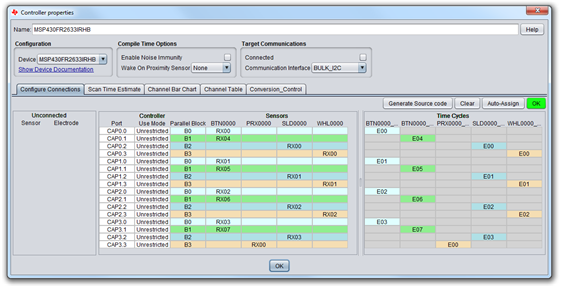 Controller properties
Name: MSP430FR2633IRHB Help
Configuration Compile Time Options Target Communications
Device MSP430FR2633IRHB Enable Noise Immunity Connected
Show Device Documentation Wake On Proximity Sensor None Communication Interface BULK_I2C
Configure Connections Scan Time Estimate Channel Bar Chart Channel Table Conversion_Control
Generate Source code Clear Auto-Assign OK
Unconnected Controller Sensors Time Cycles
Sensor Electrode Port Use Mode Parallel Block BTN0000 PRX0000 SLD0000 WHL0000 BTN0000_... BTN0000_... PRX0000_... SLD0000_... WHL0000_...
CAP0.0 Unrestricted B0 RX00 E00
CAP0.1 Unrestricted B1 RX04 E04
CAP0.2 Unrestricted B2 RX00 E00
CAP0.3 Unrestricted B3 RX00 E00
CAP1.0 Unrestricted B0 RX01 E01
CAP1.1 Unrestricted B1 RX05 E05
CAP1.2 Unrestricted B2 RX01 E01
CAP1.3 Unrestricted B3 RX01 E01
CAP2.0 Unrestricted B0 RX02 E02
CAP2.1 Unrestricted B1 RX06 E06
CAP2.2 Unrestricted B2 RX02 E02
CAP2.3 Unrestricted B3 RX02 E02
CAP3.0 Unrestricted B0 RX03 E03
CAP3.1 Unrestricted B1 RX07 E07
CAP3.2 Unrestricted B2 RX03 E03
CAP3.3 Unrestricted B3 RX00 E00
OK